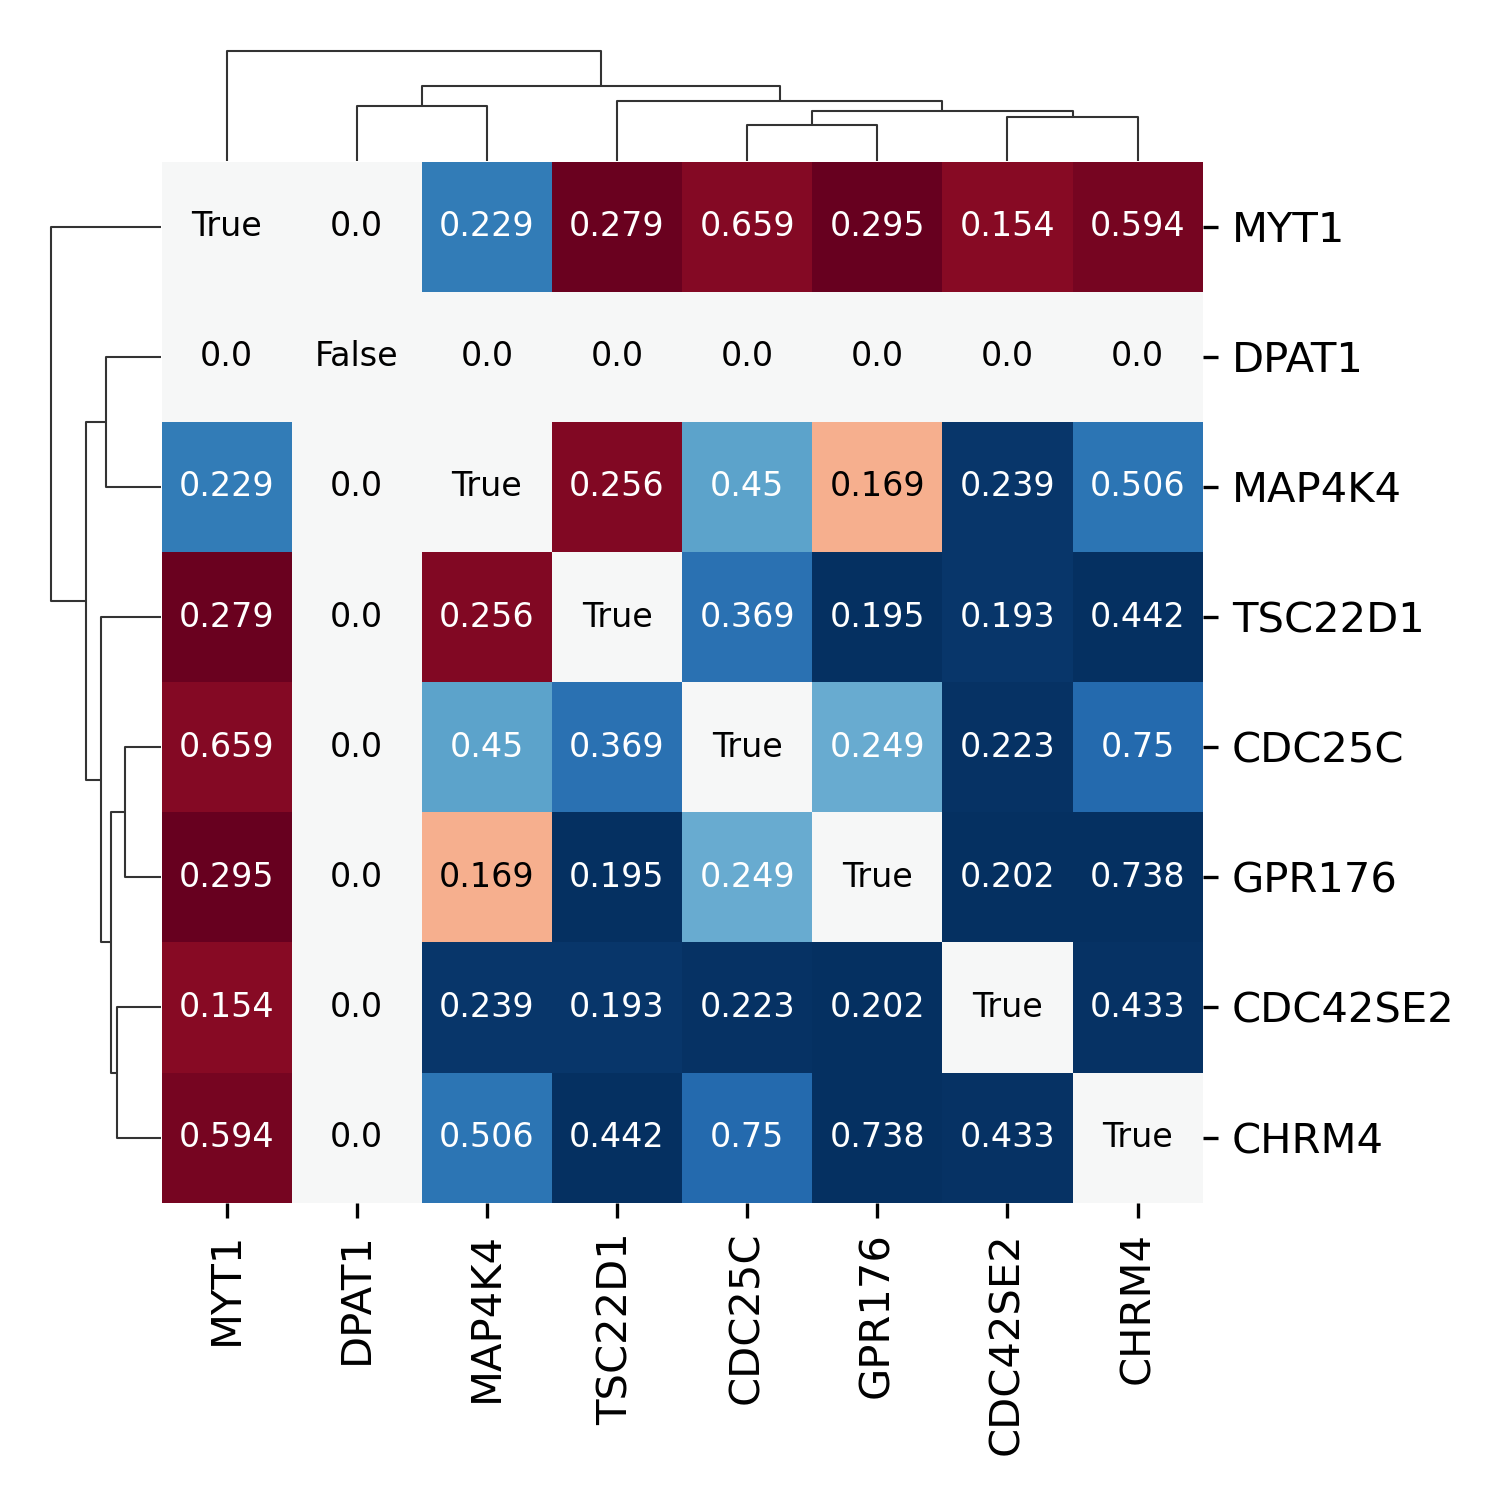 True 0.0 0.229 0.279 0.659 0.295 0.154 0.594 MYT1
0.0 False 0.0 0.0 0.0 0.0 0.0 0.0 DPAT1
0.229 0.0 True 0.256 0.45 0.169 0.239 0.506 MAP4K4
0.279 0.0 0.256 True 0.369 0.195 0.193 0.442 TSC22D1
0.659 0.0 0.45 0.369 True 0.249 0.223 0.75 CDC25C
0.295 0.0 0.169 0.195 0.249 True 0.202 0.738 GPR176
0.154 0.0 0.239 0.193 0.223 0.202 True 0.433 CDC42SE2
0.594 0.0 0.506 0.442 0.75 0.738 0.433 True CHRM4
MYT1
DPAT1
MAP4K4
TSC22D1
CDC25C
GPR176
CDC42SE2
CHRM4